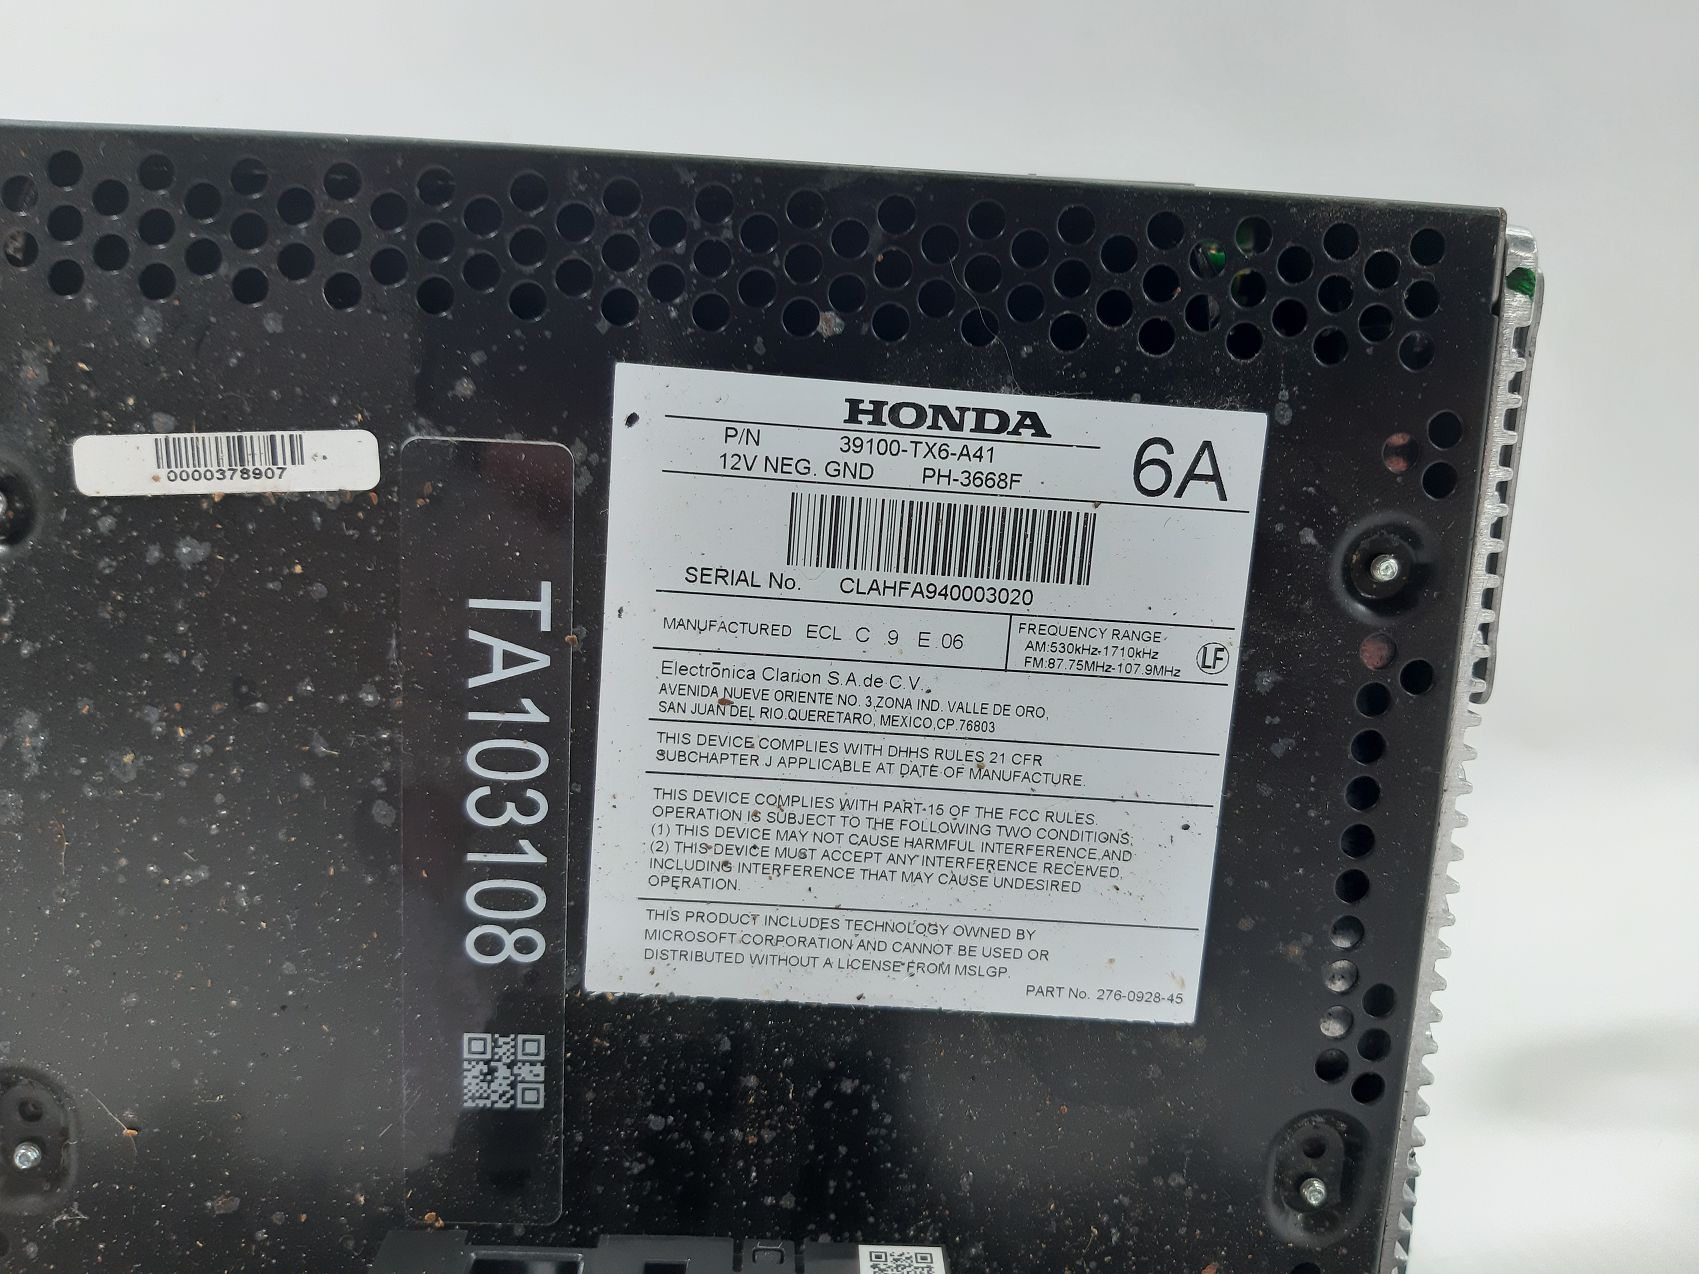 0000378907
TA103108
HONDA
P/N 39100-TX6-A41
12V NEG. GND PH-3668F
6A
SERIAL No. CLAHFA940003020
MANUFACTURED ECL C 9 E 06
FREQUENCY RANGE
AM:530kHz-1710kHz
FM:87.75MHz-107.9MHz
LF
Electrōnica Clarion S.A.de C.V.
AVENIDA NUEVE ORIENTE NO. 3,ZONA IND. VALLE DE ORO,
SAN JUAN DEL RIO.QUERETARO, MEXICO,CP.76803
THIS DEVICE COMPLIES WITH DHHS RULES 21 CFR
SUBCHAPTER J APPLICABLE AT DATE OF MANUFACTURE.
THIS DEVICE COMPLIES WITH PART-15 OF THE FCC RULES.
OPERATION IS SUBJECT TO THE FOLLOWING TWO CONDITIONS;
(1) THIS DEVICE MAY NOT CAUSE HARMFUL INTERFERENCE,AND
(2) THIS DEVICE MUST ACCEPT ANY INTERFERENCE RECEIVED,
INCLUDING INTERFERENCE THAT MAY CAUSE UNDESIRED
OPERATION.
THIS PRODUCT INCLUDES TECHNOLOGY OWNED BY
MICROSOFT CORPORATION AND CANNOT BE USED OR
DISTRIBUTED WITHOUT A LICENSE FROM MSLGP.
PART No. 276-0928-45